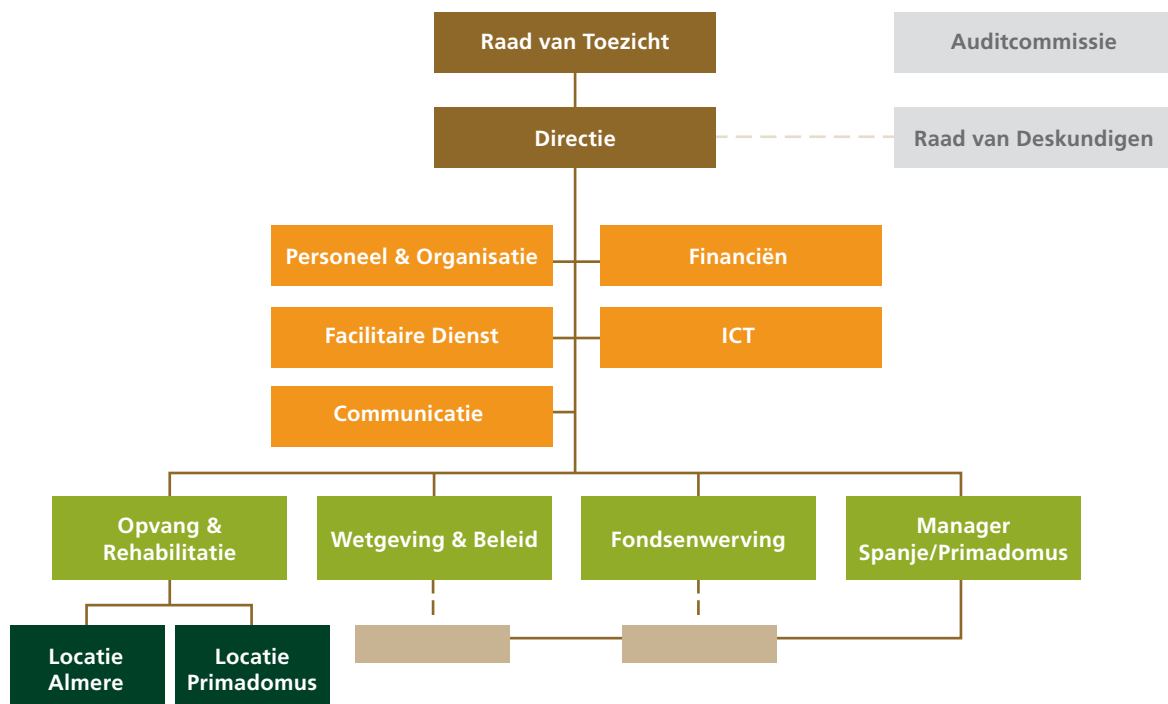 Raad van Toezicht
Auditcommissie
Directie
Raad van Deskundigen
Personeel & Organisatie
Financiën
Facilitaire Dienst
ICT
Communicatie
Opvang &
Rehabilitatie
Wetgeving & Beleid
Fondsenwerving
Manager
Spanje/Primadomus
Locatie
Almere
Locatie
Primadomus